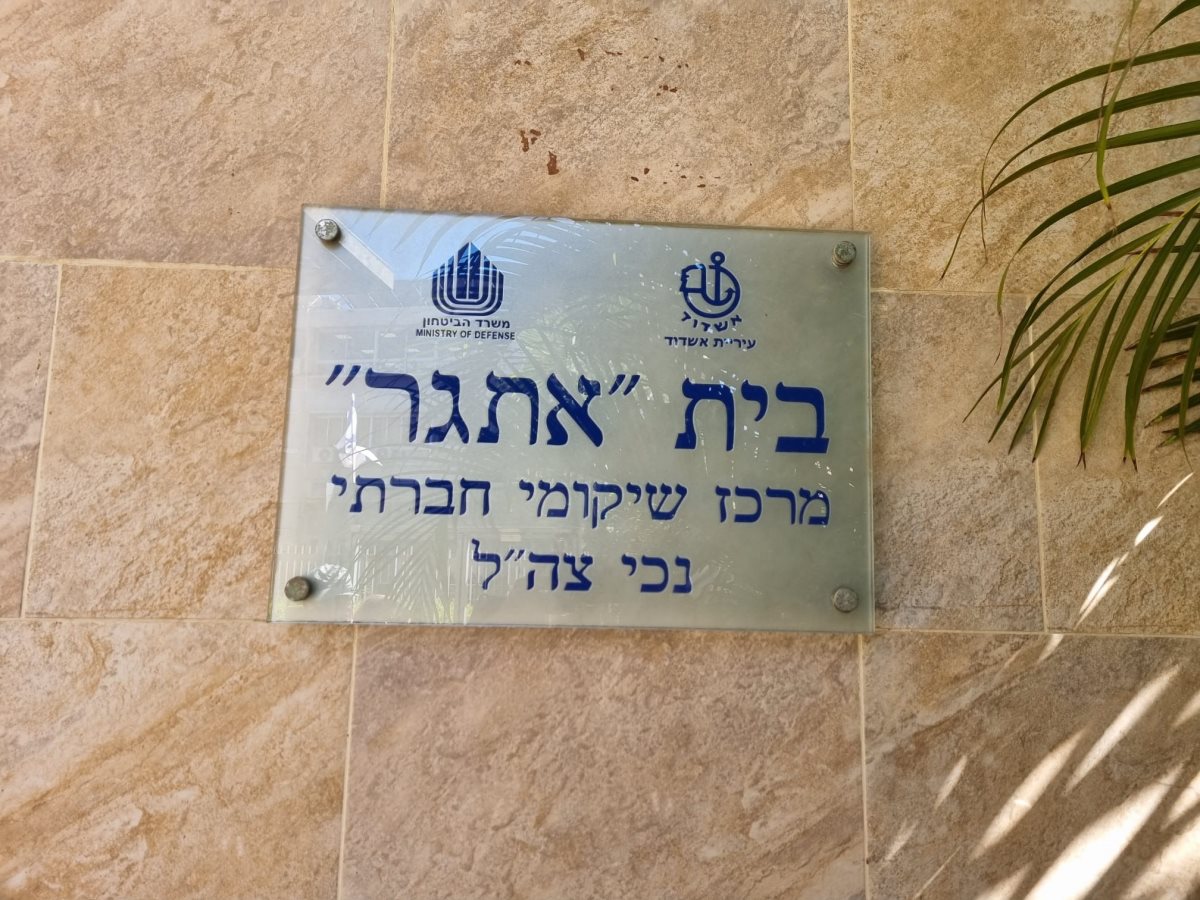 משרד הביטחון
MINISTRY OF DEFENSE
אשדוד
עיריית אשדוד
בית ״אתגר״
מרכז שיקומי חברתי
נכי צה״ל